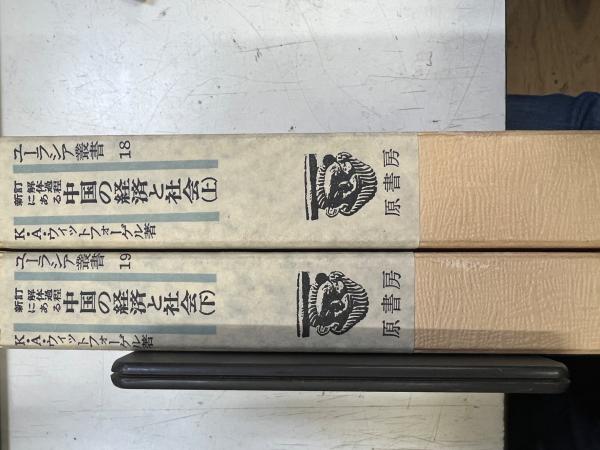 ユーラシア叢書 18
新訂 解体過程にある
中国の経済と社会(上)
K・A・ウィットフォーゲル著
原書房
ユーラシア叢書 19
新訂 解体過程にある
中国の経済と社会(下)
K・A・ウィットフォーゲル著
原書房